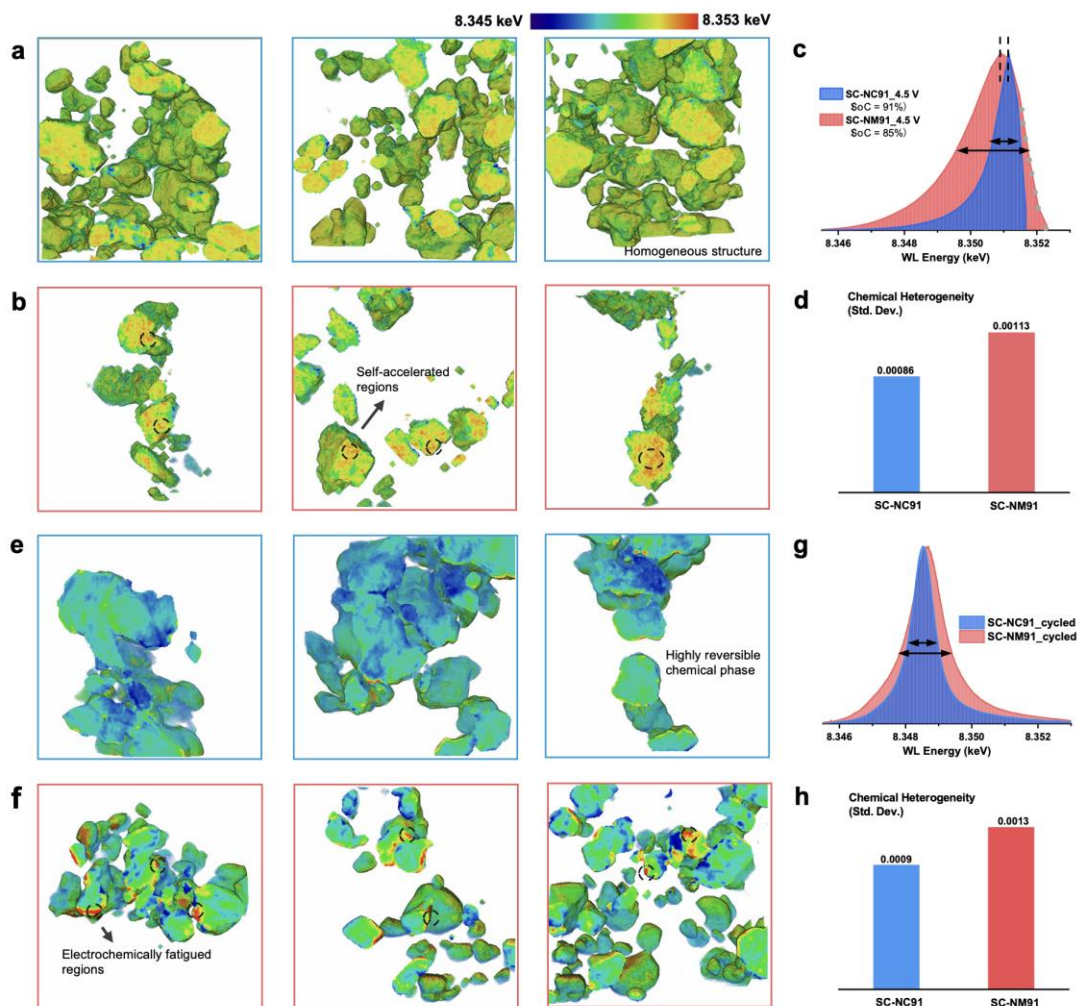 8.345 keV 8.353 keV
a
Homogeneous structure
c
SC-NC91_4.5 V
SoC = 91%)
SC-NM91_4.5 V
SoC = 85%)
8.346 8.348 8.350 8.352
WL Energy (keV)
b
Self-accelerated
regions
d
Chemical Heterogeneity
(Std. Dev.)
0.00086
0.00113
SC-NC91 SC-NM91
e
Highly reversible
chemical phase
g
SC-NC91_cycled
SC-NM91_cycled
8.346 8.348 8.350 8.352
WL Energy (keV)
f
Electrochemically fatigued
regions
h
Chemical Heterogeneity
(Std. Dev.)
0.0009
0.0013
SC-NC91 SC-NM91